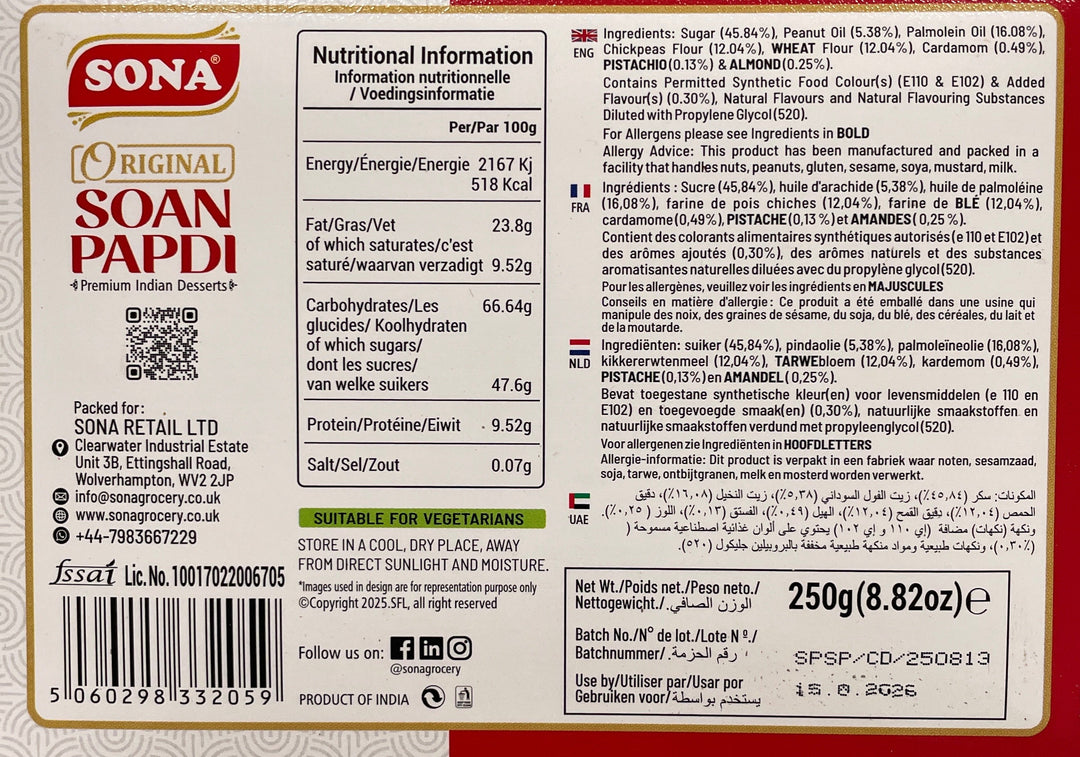 SONA®
ORIGINAL
SOAN
PAPDI
Premium Indian Desserts
Packed for:
SONA RETAIL LTD
Clearwater Industrial Estate
Unit 3B, Ettingshall Road,
Wolverhampton, WV2 2JP
info@sonagrocery.co.uk
www.sonagrocery.co.uk
+44-7983667229
fssai Lic. No. 10017022006705
5 060298 332059
Nutritional Information
Information nutritionnelle
/ Voedingsinformatie
Per/Par 100g
Energy/Énergie/Energie 2167 Kj
518 Kcal
Fat/Gras/Vet 23.8g
of which saturates/c'est
saturé/waarvan verzadigt 9.52g
Carbohydrates/Les 66.64g
glucides/ Koolhydraten
of which sugars/
dont les sucres/
van welke suikers 47.6g
Protein/Protéine/Eiwit 9.52g
Salt/Sel/Zout 0.07g
SUITABLE FOR VEGETARIANS
STORE IN A COOL, DRY PLACE, AWAY
FROM DIRECT SUNLIGHT AND MOISTURE.
*Images used in design are for representation purpose only
©Copyright 2025.SFL, all right reserved
Follow us on: f in
@sonagrocery
PRODUCT OF INDIA
ENG
Ingredients: Sugar (45.84%), Peanut Oil (5.38%), Palmolein Oil (16.08%),
Chickpeas Flour (12.04%), WHEAT Flour (12.04%), Cardamom (0.49%),
PISTACHIO (0.13%) & ALMOND (0.25%).
Contains Permitted Synthetic Food Colour(s) (E110 & E102) & Added
Flavour(s) (0.30%), Natural Flavours and Natural Flavouring Substances
Diluted with Propylene Glycol (520).
For Allergens please see Ingredients in BOLD
Allergy Advice: This product has been manufactured and packed in a
facility that handles nuts, peanuts, gluten, sesame, soya, mustard, milk.
FRA
Ingrédients : Sucre (45,84%), huile d'arachide (5,38%), huile de palmoléine
(16,08%), farine de pois chiches (12,04%), farine de BLÉ (12,04%),
cardamome (0,49%), PISTACHE (0,13 %) et AMANDES ( 0,25 %).
Contient des colorants alimentaires synthétiques autorisés (e 110 et E102) et
des arômes ajoutés (0,30%), des arômes naturels et des substances
aromatisantes naturelles diluées avec du propylène glycol (520).
Pour les allergènes, veuillez voir les ingrédients en MAJUSCULES
Conseils en matière d'allergie : Ce produit a été emballé dans une usine qui
manipule des noix, des graines de sésame, du soja, du blé, des céréales, du lait et
de la moutarde.
NLD
Ingrediënten: suiker (45,84%), pindaolie (5,38%), palmoleïneolie (16,08%),
kikkererwtenmeel (12,04%), TARWEbloem (12,04%), kardemom (0,49%),
PISTACHE (0,13%) en AMANDEL ( 0,25%).
Bevat toegestane synthetische kleur(en) voor levensmiddelen (e 110 en
E102) en toegevoegde smaak(en) (0,30%), natuurlijke smaakstoffen en
natuurlijke smaakstoffen verdund met propyleenglycol (520).
Voor allergenen zie Ingrediënten in HOOFDLETTERS
Allergie-informatie: Dit product is verpakt in een fabriek waar noten, sesamzaad,
soja, tarwe, ontbijtgranen, melk en mosterd worden verwerkt.
UAE
المكونات: سكر (٤٥,٨٤٪)، زيت الفول السوداني (٥,٣٨٪)، زيت النخيل (١٦,٠٨٪)، دقيق
الحمص (١٢,٠٤٪)، دقيق القمح (١٢,٠٤٪)، الهيل (٠,٤٩٪)، الفستق (٠,١٣٪)، اللوز ( ٠,٢٥٪).
ونكهة (نكهات) مضافة (إي ١١٠ و إي ١٠٢) يحتوي على ألوان غذائية اصطناعية مسموحة (
٠,٣٠٪)، ونكهات طبيعية ومواد منكهة طبيعية مخففة بالبروبيلين جليكول (٥٢٠).
Net Wt./Poids net./Peso neto./
Nettogewicht./الوزن الصافي. 250g(8.82oz)℮
Batch No./N° de lot./Lote N º./
Batchnummer/رقم الحزمة. SPSP/CD/250813
Use by/Utiliser par/Usar por
Gebruiken voor/يستخدم بواسطة 2026